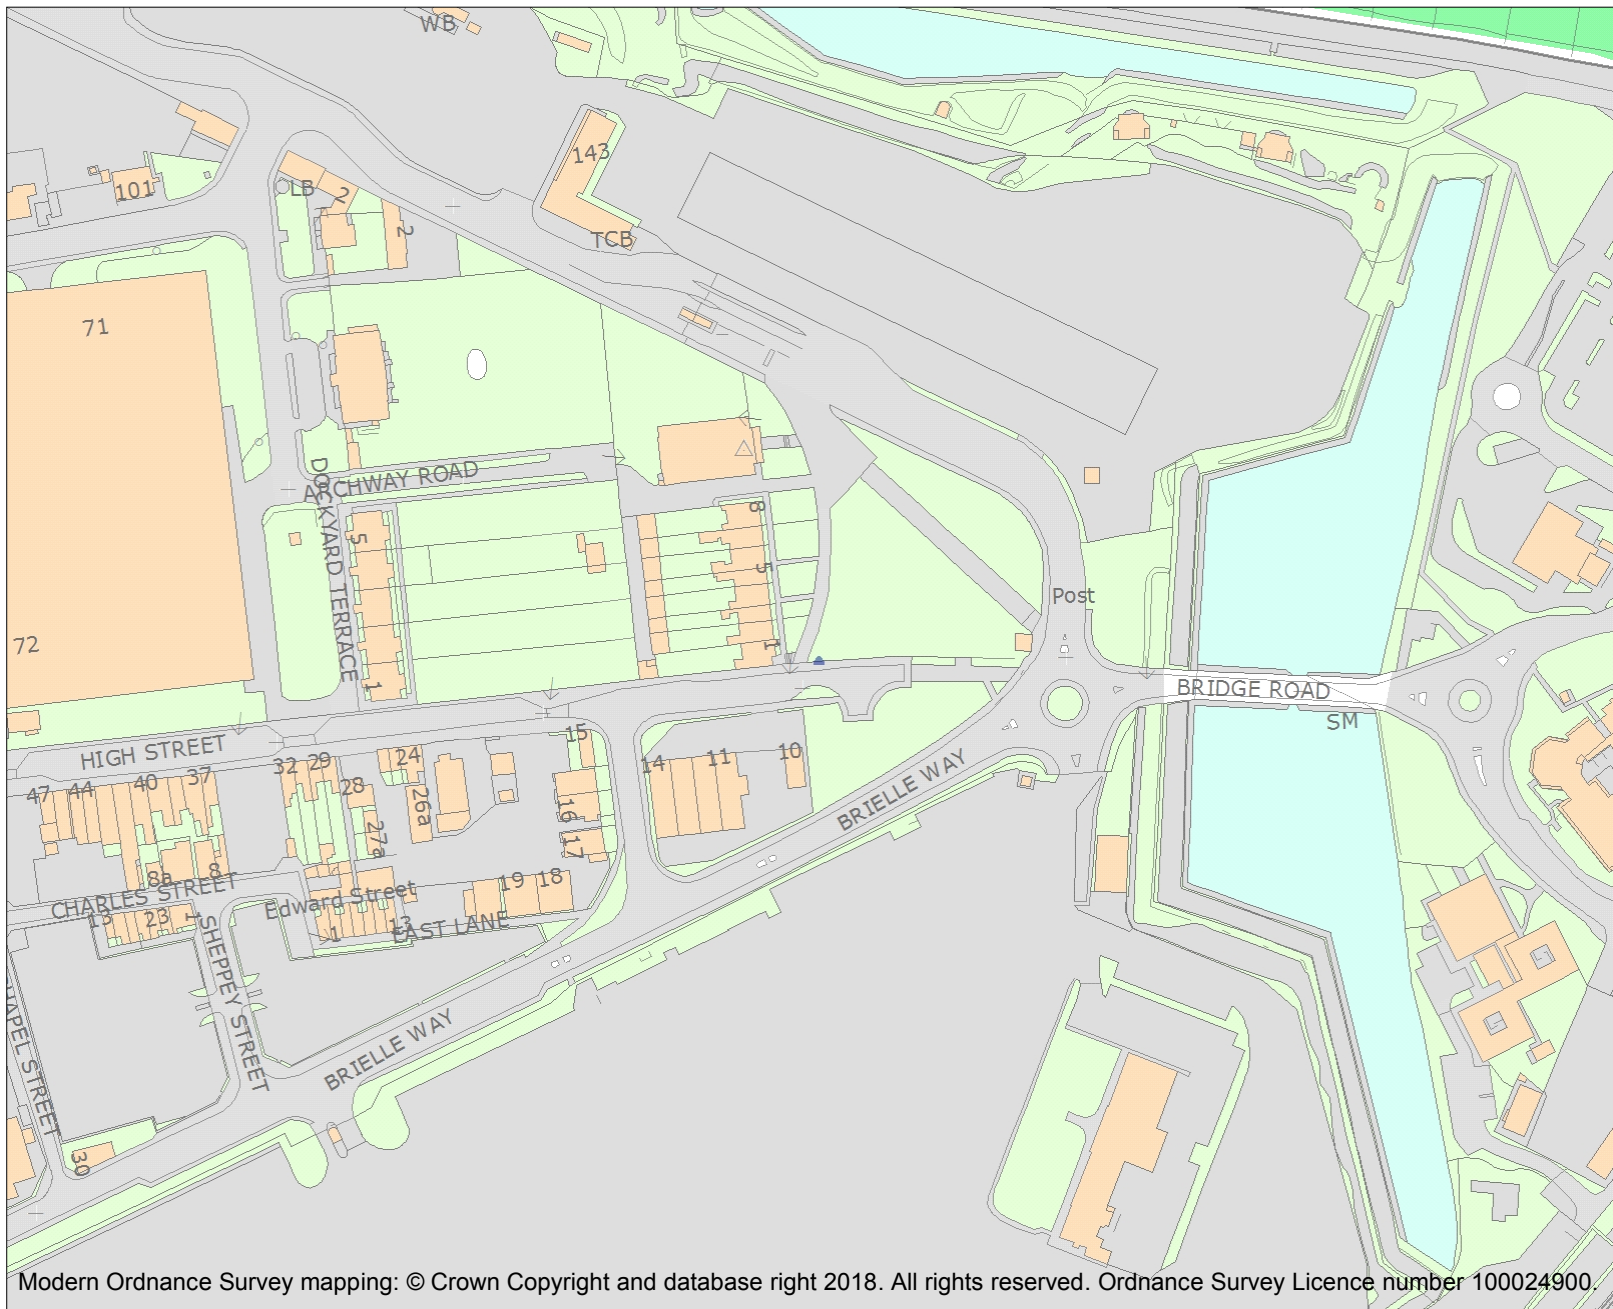 WB
143
101
LB
2
2
TCB
71
DOCKYARD TERRACE
ARCHWAY ROAD
8
5
5
Post
72
1
1
BRIDGE ROAD
SM
HIGH STREET
15
32 29
24
14 11 10
47 44 40 37
28
BRIELLE WAY
26a
16
27a
17
8a 8
CHARLES STREET
19 18
Edward Street
13 23 1
1 13
EAST LANE
SHEPPEY STREET
HAPEL STREET
BRIELLE WAY
30
Modern Ordnance Survey mapping: © Crown Copyright and database right 2018. All rights reserved. Ordnance Survey Licence number 100024900.